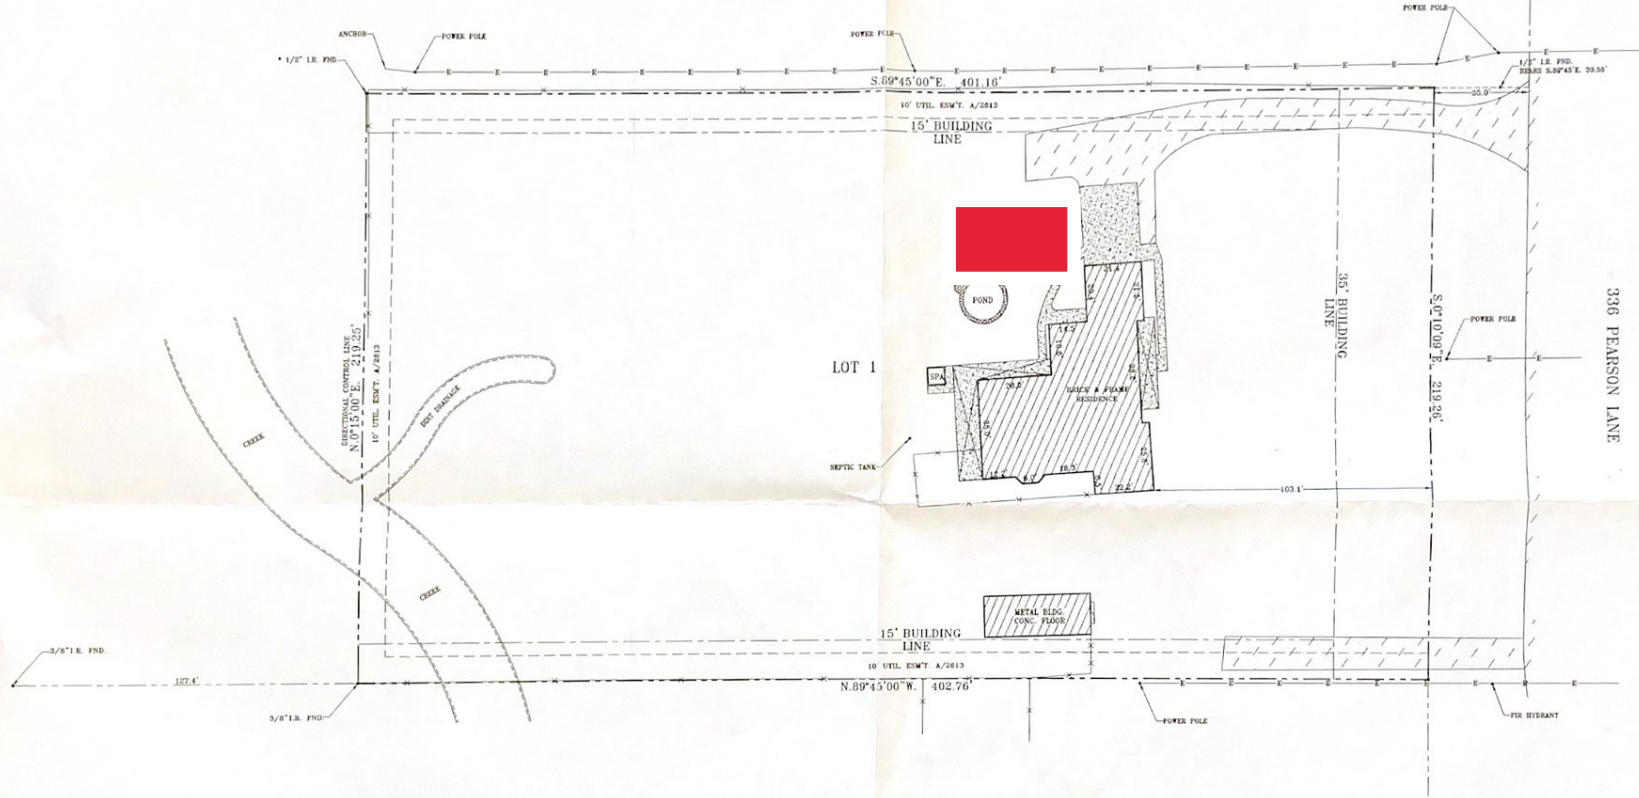 POWER POLE
ANCHOR
POWER POLE
POWER POLE
1/2" I.R. FND.
1/2" I.R. FND.
BEARS S.89°45'E.
S.89°45'00"E. 401.16'
35.0'
10' UTIL. ESM'T. A/2613
15' BUILDING
LINE
POND
35' BUILDING
LINE
S.0°10'09"E. 219.26'
336 PEARSON LANE
POWER POLE
DIRECTIONAL CONTROL LINE
N.0°15'00"E. 219.25'
10' UTIL. ESM'T. A/2613
LOT 1
SPA
BRICK & FRAME
RESIDENCE
DIRT DRAINAGE
CREEK
SEPTIC TANK
103.1'
CREEK
METAL BLDG.
CONC. FLOOR
15' BUILDING
LINE
10' UTIL. ESM'T. A/2613
N.89°45'00"W. 402.76'
3/8" I.R. FND.
127.4'
3/8" I.R. FND.
POWER POLE
FIR HYDRANT